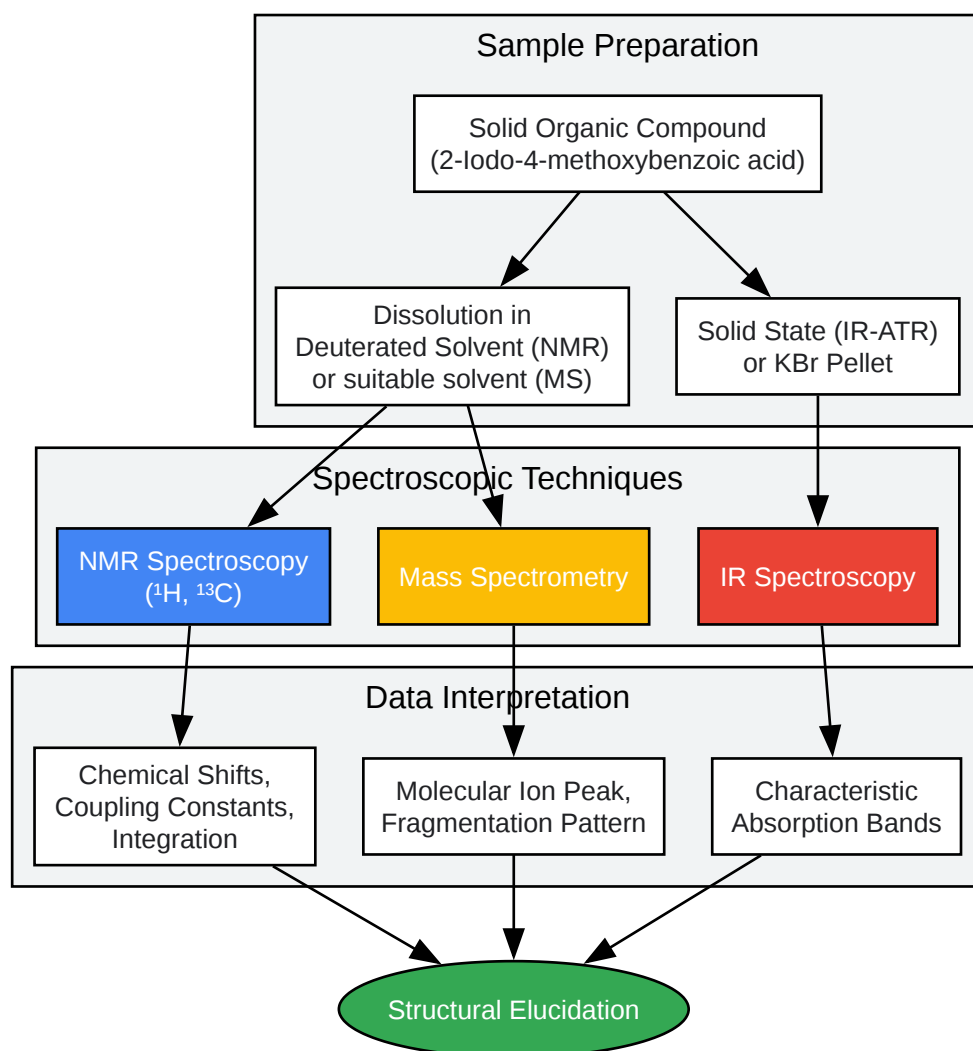 Sample Preparation
Solid Organic Compound
(2-Iodo-4-methoxybenzoic acid)
Dissolution in
Deuterated Solvent (NMR)
or suitable solvent (MS)
Solid State (IR-ATR)
or KBr Pellet
Spectroscopic Techniques
NMR Spectroscopy
(¹H, ¹³C)
Mass Spectrometry
IR Spectroscopy
Data Interpretation
Chemical Shifts,
Coupling Constants,
Integration
Molecular Ion Peak,
Fragmentation Pattern
Characteristic
Absorption Bands
Structural Elucidation